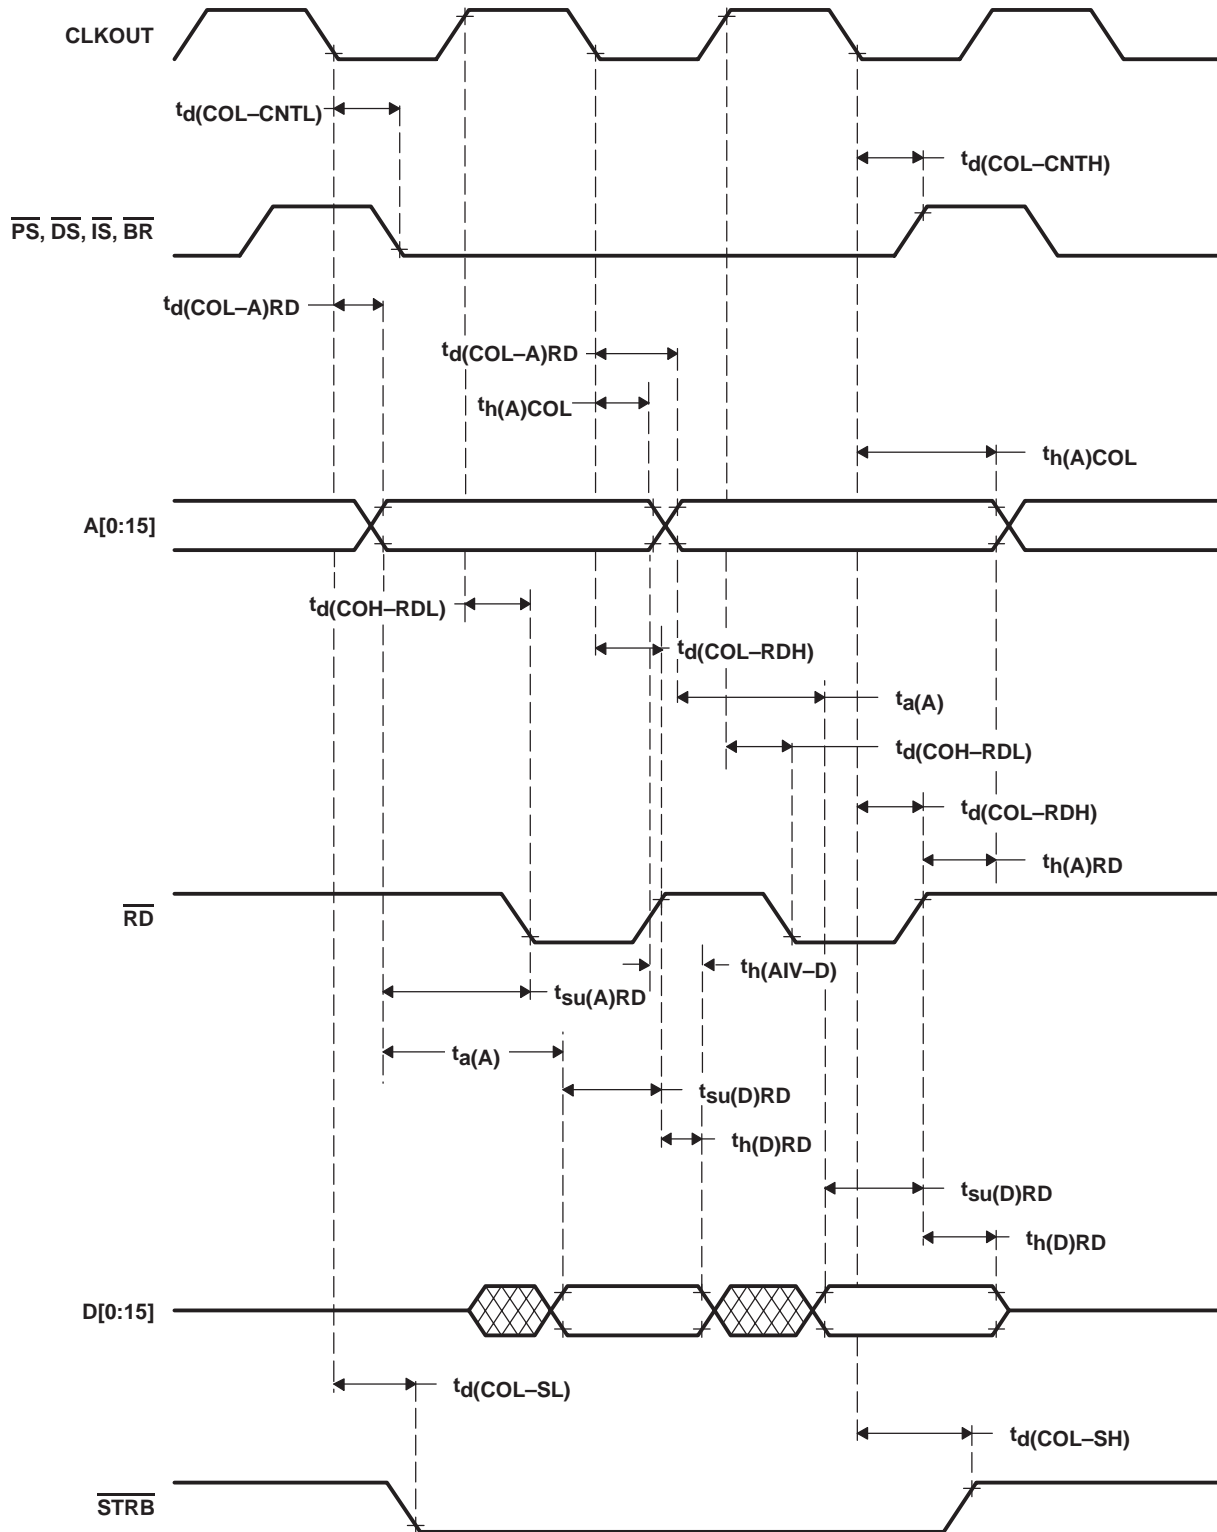 CLKOUT
td(COL–CNTL)
td(COL–CNTH)
PS, DS, IS, BR
td(COL–A)RD
td(COL–A)RD
th(A)COL
th(A)COL
A[0:15]
td(COH–RDL)
td(COL–RDH)
ta(A)
td(COH–RDL)
td(COL–RDH)
th(A)RD
RD
th(AIV–D)
tsu(A)RD
ta(A)
tsu(D)RD
th(D)RD
tsu(D)RD
th(D)RD
D[0:15]
td(COL–SL)
td(COL–SH)
STRB